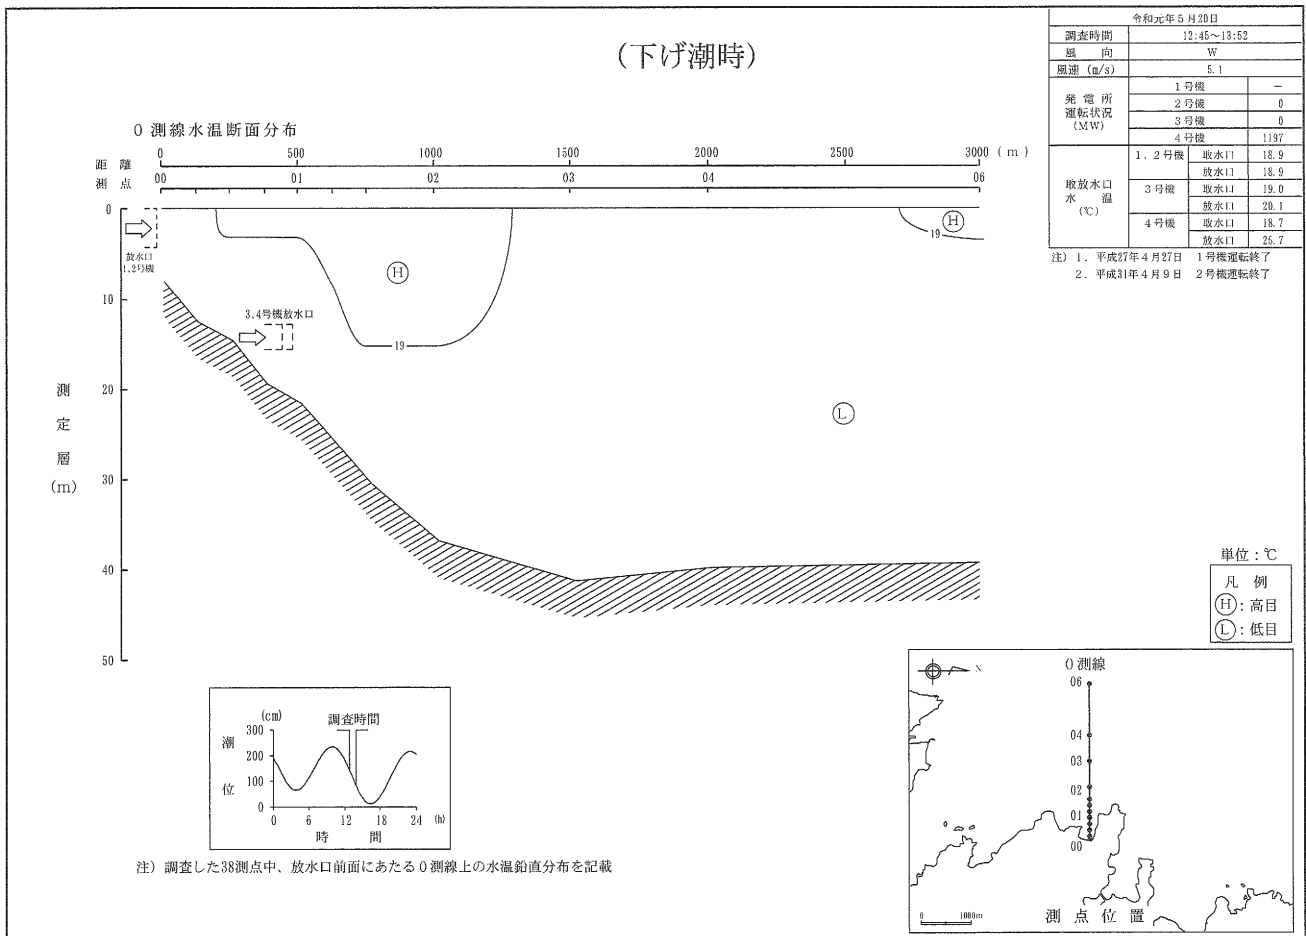 (下げ潮時)
令和元年5月20日
調査時間 12:45～13:52
風 向 W
風速 (m/s) 5.1
発電所運転状況(MW) 1号機 －
2号機 0
3号機 0
4号機 1197
取放水口水温(℃) 1、2号機 取水口 18.9
放水口 18.9
3号機 取水口 19.0
放水口 20.1
4号機 取水口 18.7
放水口 25.7
注) 1．平成27年4月27日 1号機運転終了
2．平成31年4月9日 2号機運転終了
0測線水温断面分布
距離 0 500 1000 1500 2000 2500 3000 (m)
測点 00 01 02 03 04 06
0
10
20
30
40
50
測定層(m)
放水口
1、2号機
3、4号機放水口
H
19
H
19
L
単位：℃
凡 例
H：高目
L：低目
(cm)
調査時間
潮位
300
200
100
0
0 6 12 18 24 (h)
時 間
注）調査した38測点中、放水口前面にあたる0測線上の水温鉛直分布を記載
N
0測線
06
04
03
02
01
00
0 1000m
測点位置